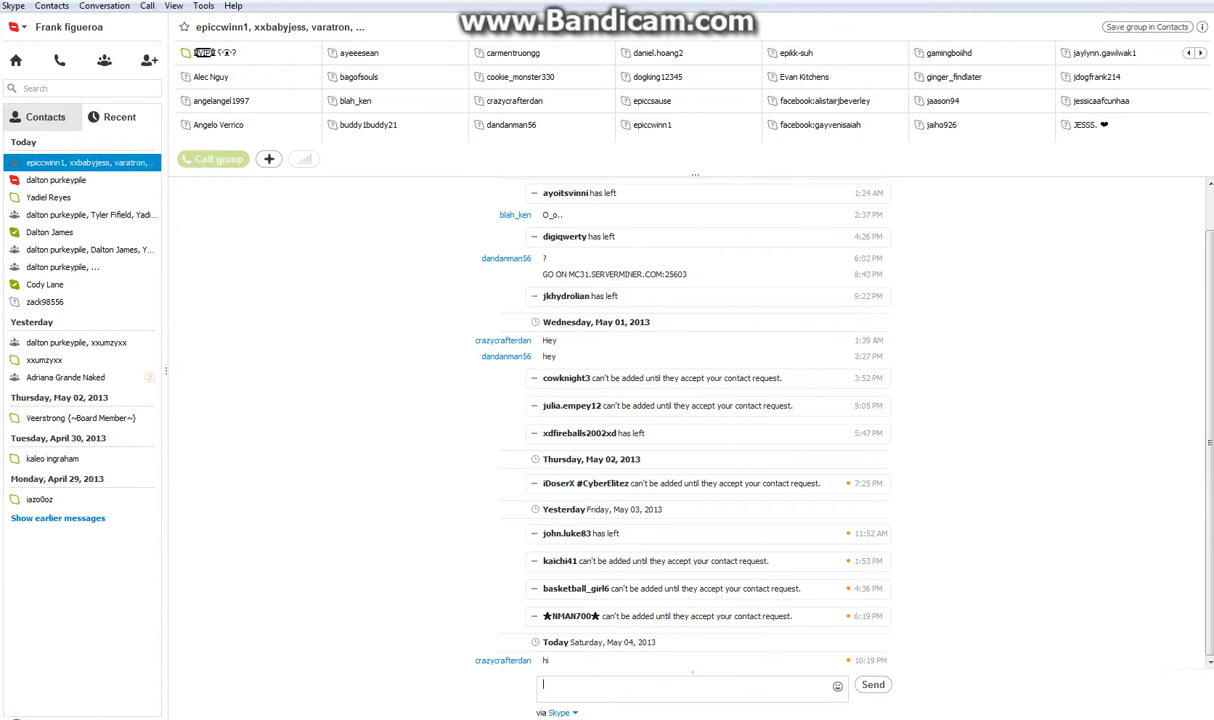 Skype Contacts Conversation Call View Tools Help
www.Bandicam.com
Frank figueroa
epiccwinn1, xxbabyjess, varatron, ...
Save group in Contacts
Search
Contacts
Recent
Today
epiccwinn1, xxbabyjess, varatron,...
dalton purkeypile
Yadiel Reyes
dalton purkeypile, Tyler Fifield, Yadi...
Dalton James
dalton purkeypile, Dalton James, Y...
dalton purkeypile, ...
Cody Lane
zack98556
Yesterday
dalton purkeypile, xxumzyxx
xxumzyxx
Adriana Grande Naked 2
Thursday, May 02, 2013
Veerstrong {~Board Member~}
Tuesday, April 30, 2013
kaleo ingraham
Monday, April 29, 2013
iazo0oz
Show earlier messages
ayeeesean carmentruongg daniel.hoang2 epikk-suh gamingboiihd jaylynn.gawlwak1
Alec Nguy bagofsouls cookie_monster330 dogking12345 Evan Kitchens ginger_findlater jdogfrank214
angelangel1997 blah_ken crazycrafterdan epiccsause facebook:alistairjbeverley jaason94 jessicaafcunhaa
Angelo Verrico buddy1buddy21 dandanman56 epiccwinn1 facebook:gayvenisaiah jaiho926 JESSS. ❤
Call group
ayoitsvinni has left 1:24 AM
blah_ken O_o.. 2:37 PM
digiqwerty has left 4:26 PM
dandanman56 ? 6:02 PM
GO ON MC31.SERVERMINER.COM:25603 8:43 PM
jkhydrolian has left 9:22 PM
Wednesday, May 01, 2013
crazycrafterdan Hey 1:39 AM
dandanman56 hey 3:27 PM
cowknight3 can't be added until they accept your contact request. 3:52 PM
julia.empey12 can't be added until they accept your contact request. 5:05 PM
xdfireballs2002xd has left 5:47 PM
Thursday, May 02, 2013
iDoserX #CyberElitez can't be added until they accept your contact request. 7:25 PM
Yesterday Friday, May 03, 2013
john.luke83 has left 11:52 AM
kaichi41 can't be added until they accept your contact request. 1:53 PM
basketball_girl6 can't be added until they accept your contact request. 4:36 PM
★NMAN700★ can't be added until they accept your contact request. 6:19 PM
Today Saturday, May 04, 2013
crazycrafterdan hi 10:19 PM
Send
via Skype